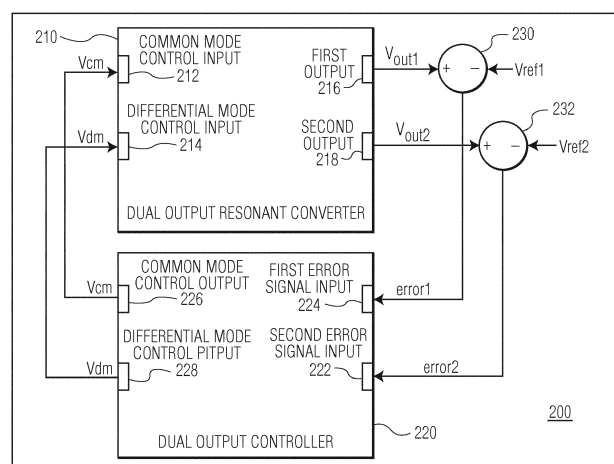 210
COMMON MODE
CONTROL INPUT
212
Vcm
FIRST
OUTPUT
216
Vout1
+
−
230
Vref1
DIFFERENTIAL MODE
CONTROL INPUT
214
Vdm
SECOND
OUTPUT
218
Vout2
+
−
232
Vref2
DUAL OUTPUT RESONANT CONVERTER
COMMON MODE
CONTROL OUTPUT
226
Vcm
FIRST ERROR
SIGNAL INPUT
224
error1
DIFFERENTIAL MODE
CONTROL PITPUT
228
Vdm
SECOND ERROR
SIGNAL INPUT
222
error2
DUAL OUTPUT CONTROLLER
220
200